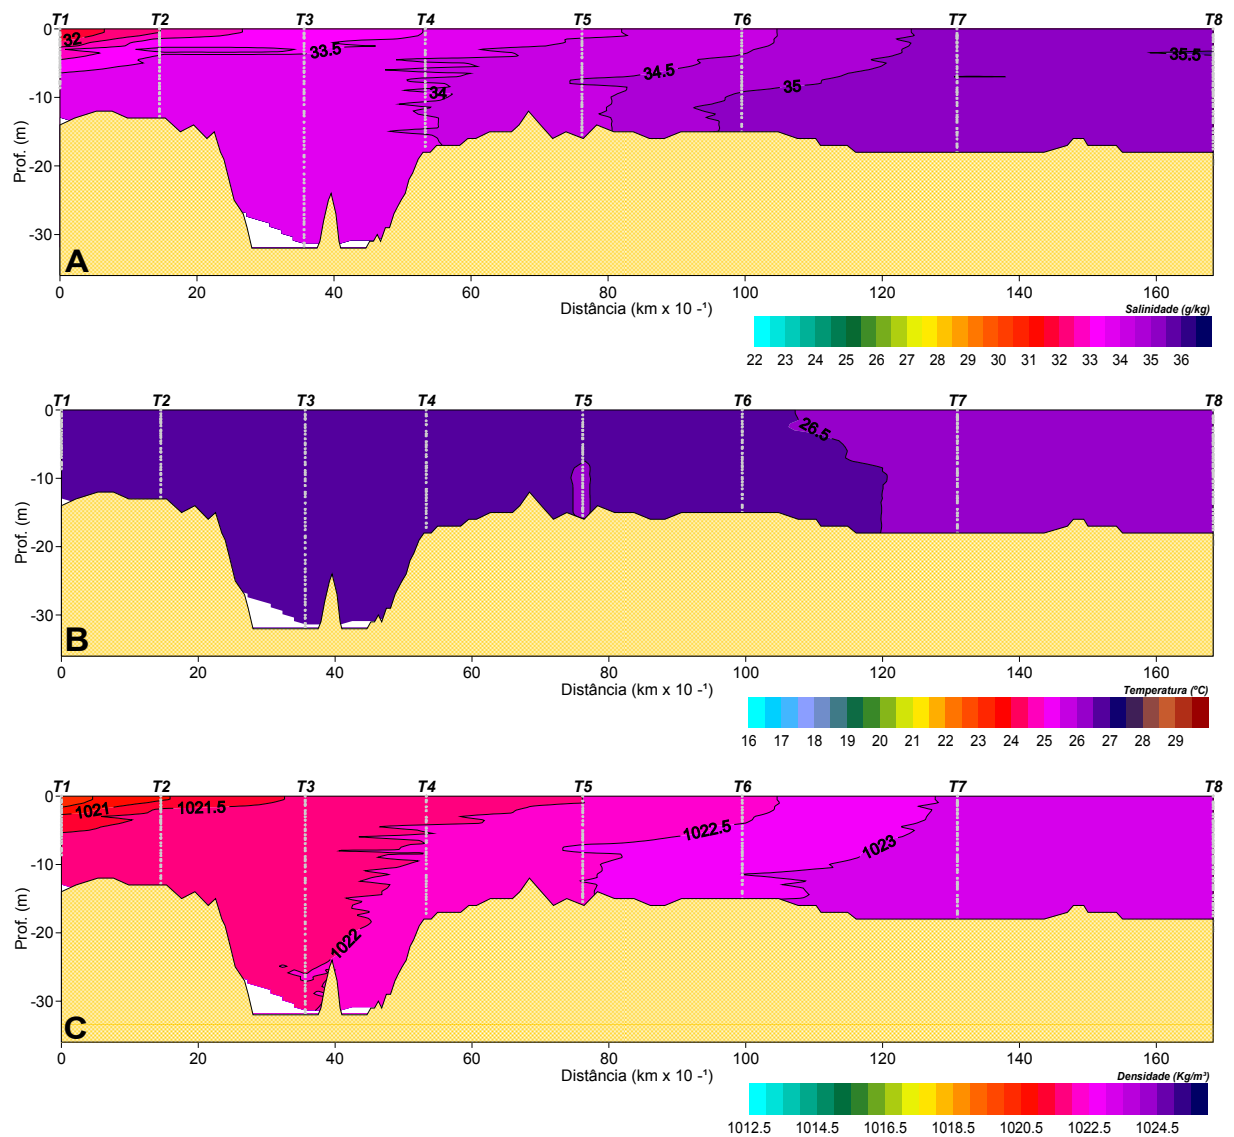 T1 T2 T3 T4 T5 T6 T7 T8
0
32
33.5
34.5
35.5
35
34
-10
-20
-30
Prof. (m)
A
0 20 40 60 80 100 120 140 160
Distância (km x 10 -¹)
Salinidade (g/kg)
22 23 24 25 26 27 28 29 30 31 32 33 34 35 36
T1 T2 T3 T4 T5 T6 T7 T8
0
26.5
-10
-20
-30
Prof. (m)
B
0 20 40 60 80 100 120 140 160
Distância (km x 10 -¹)
Temperatura (ºC)
16 17 18 19 20 21 22 23 24 25 26 27 28 29
T1 T2 T3 T4 T5 T6 T7 T8
0
1021
1021.5
1022.5
1023
1022
-10
-20
-30
Prof. (m)
C
0 20 40 60 80 100 120 140 160
Distância (km x 10 -¹)
Densidade (Kg/m³)
1012.5 1014.5 1016.5 1018.5 1020.5 1022.5 1024.5